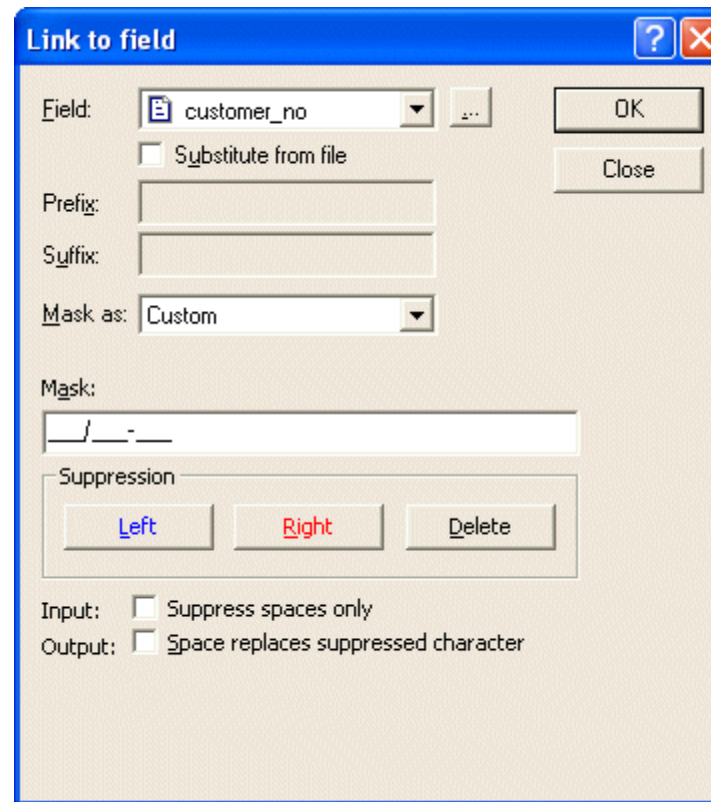 Link to field
Field: customer_no ... OK
Substitute from file
Close
Prefix:
Suffix:
Mask as: Custom
Mask:
___/___-___
Suppression
Left Right Delete
Input: Suppress spaces only
Output: Space replaces suppressed character